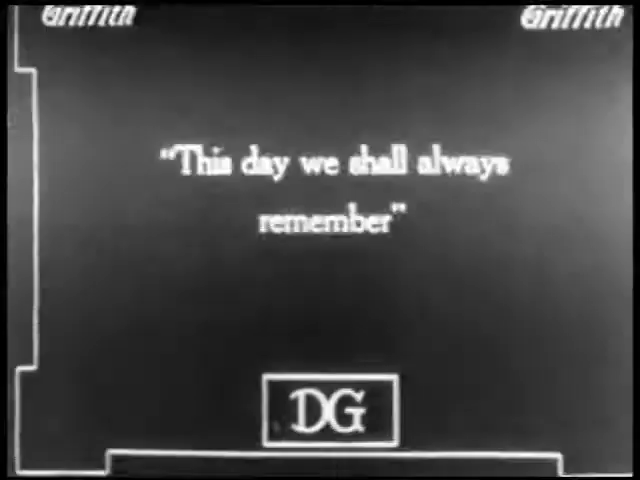 Griffith Griffith
"This day we shall always
remember"
DG